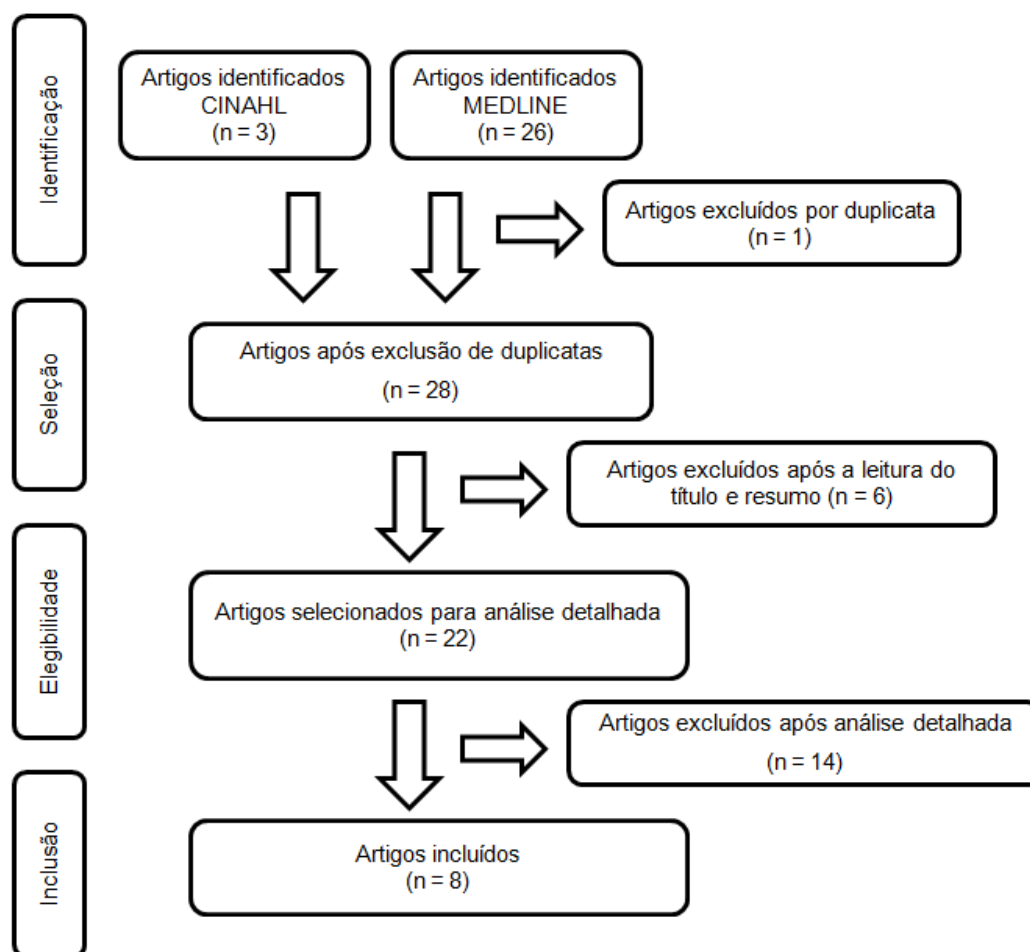 Identificação
Artigos identificados
CINAHL
(n = 3)
Artigos identificados
MEDLINE
(n = 26)
Artigos excluídos por duplicata
(n = 1)
Seleção
Artigos após exclusão de duplicatas
(n = 28)
Artigos excluídos após a leitura do
título e resumo (n = 6)
Elegibilidade
Artigos selecionados para análise detalhada
(n = 22)
Artigos excluídos após análise detalhada
(n = 14)
Inclusão
Artigos incluídos
(n = 8)